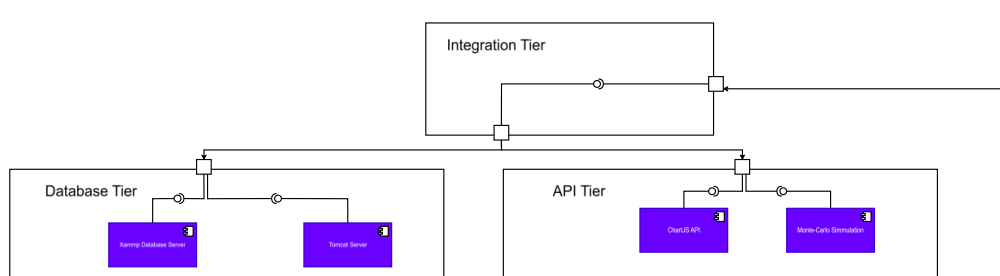 Integration Tier
Database Tier
API Tier
Xammp Database Server
Tomcat Server
ChartJS API
Monte-Carlo Simmulation